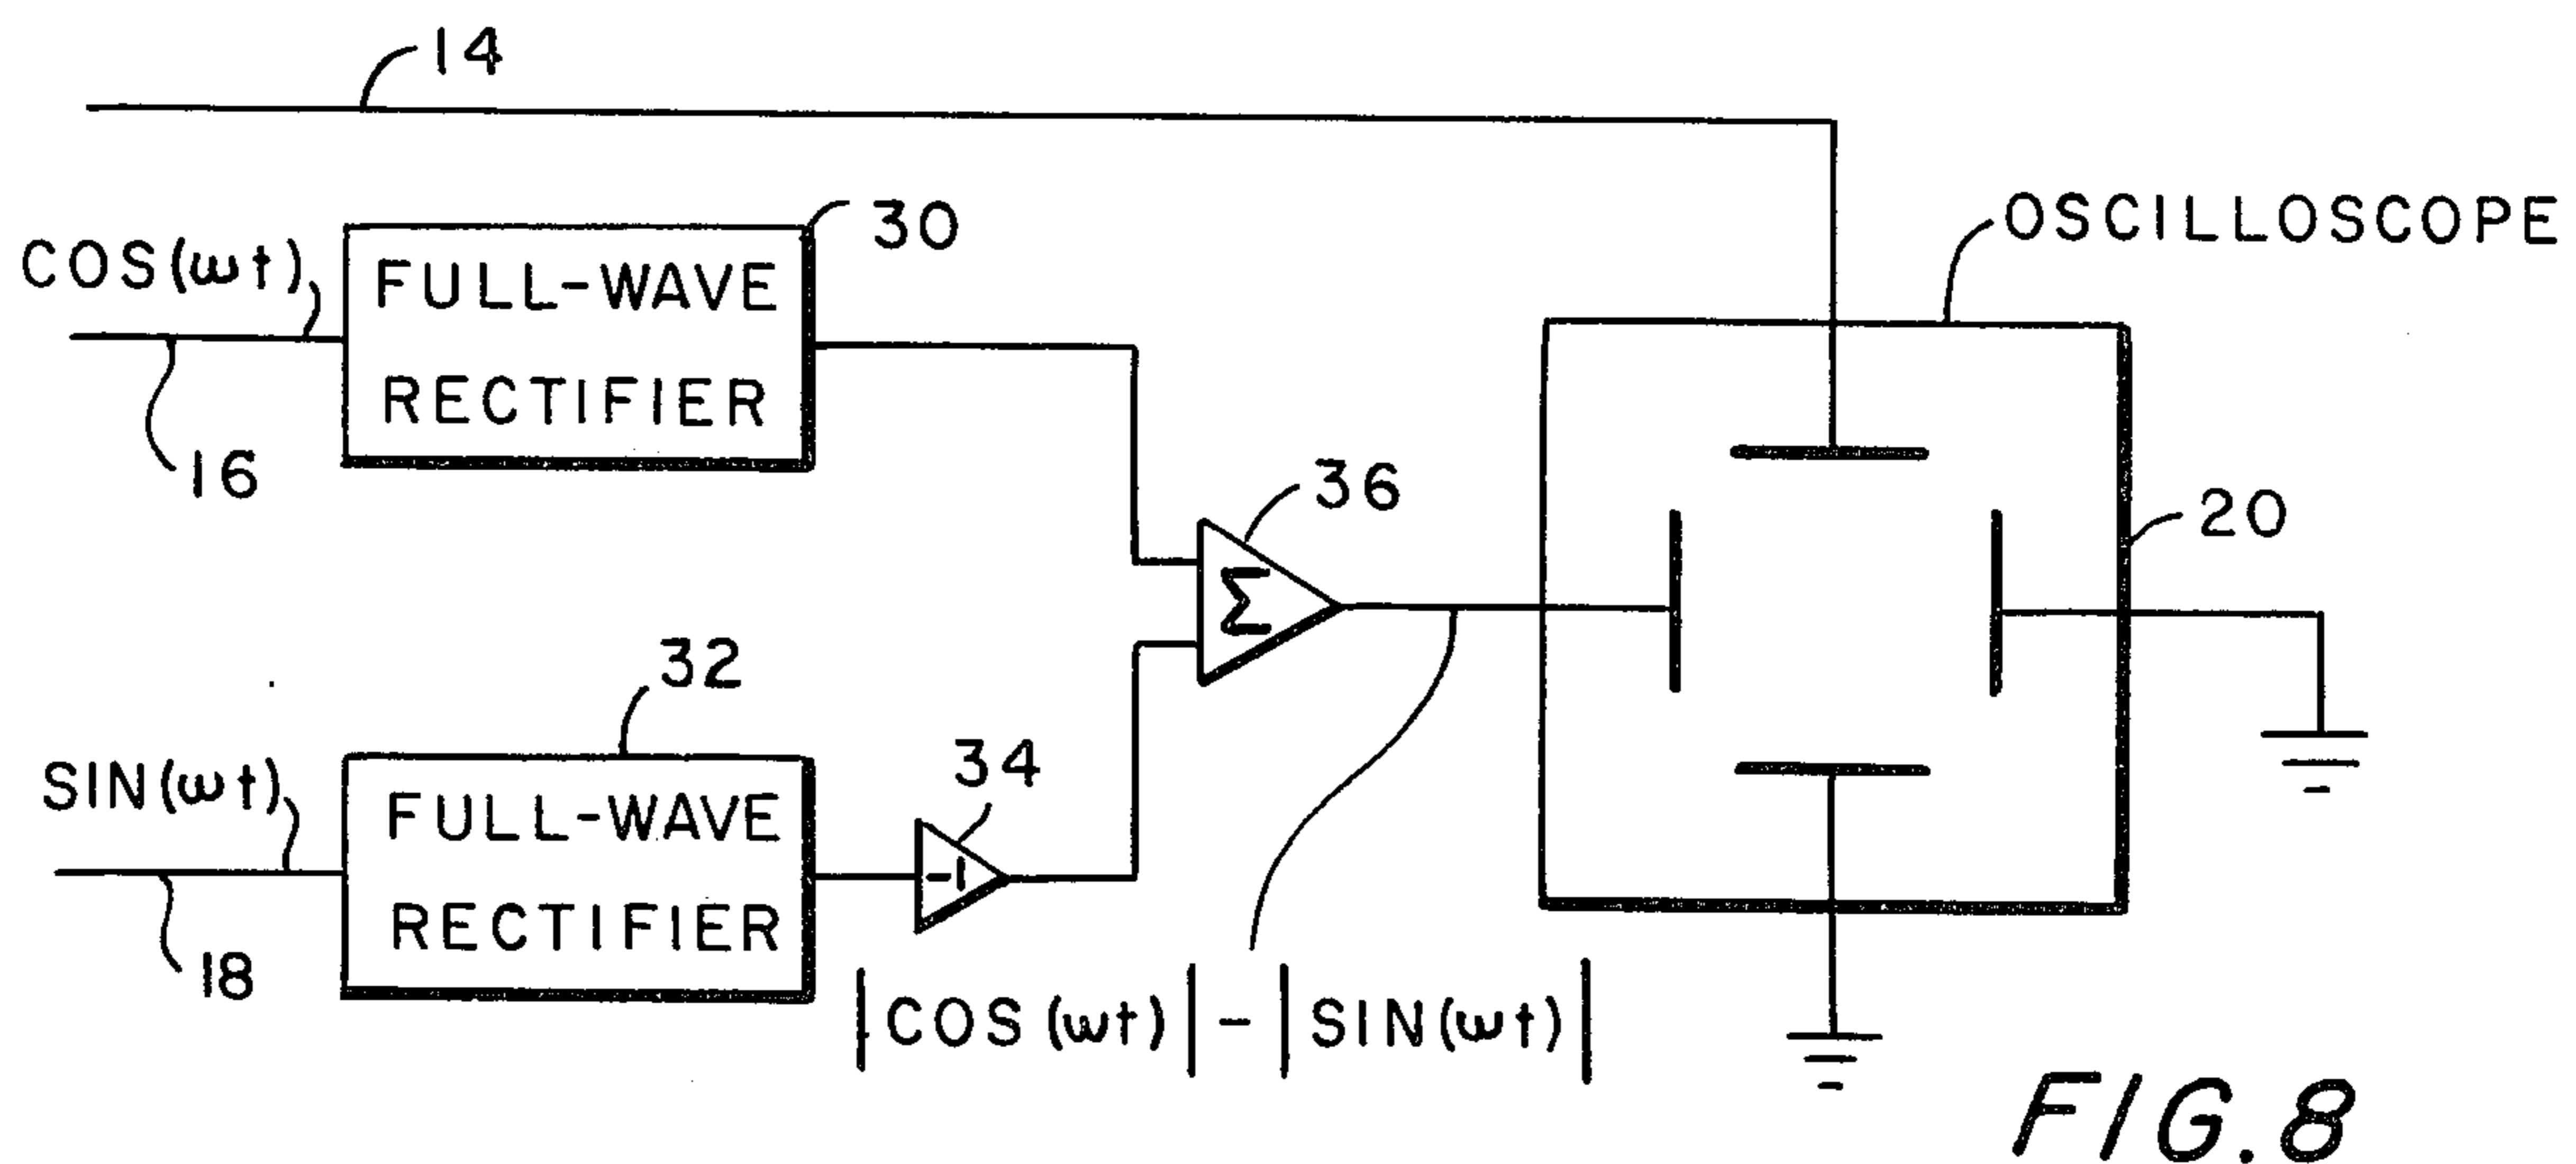 14
OSCILLOSCOPE
30
COS(ωt)
FULL-WAVE
RECTIFIER
16
36
Σ
20
32
SIN(ωt)
FULL-WAVE
RECTIFIER
34
-1
18
|COS(ωt)|-|SIN(ωt)|
FIG.8